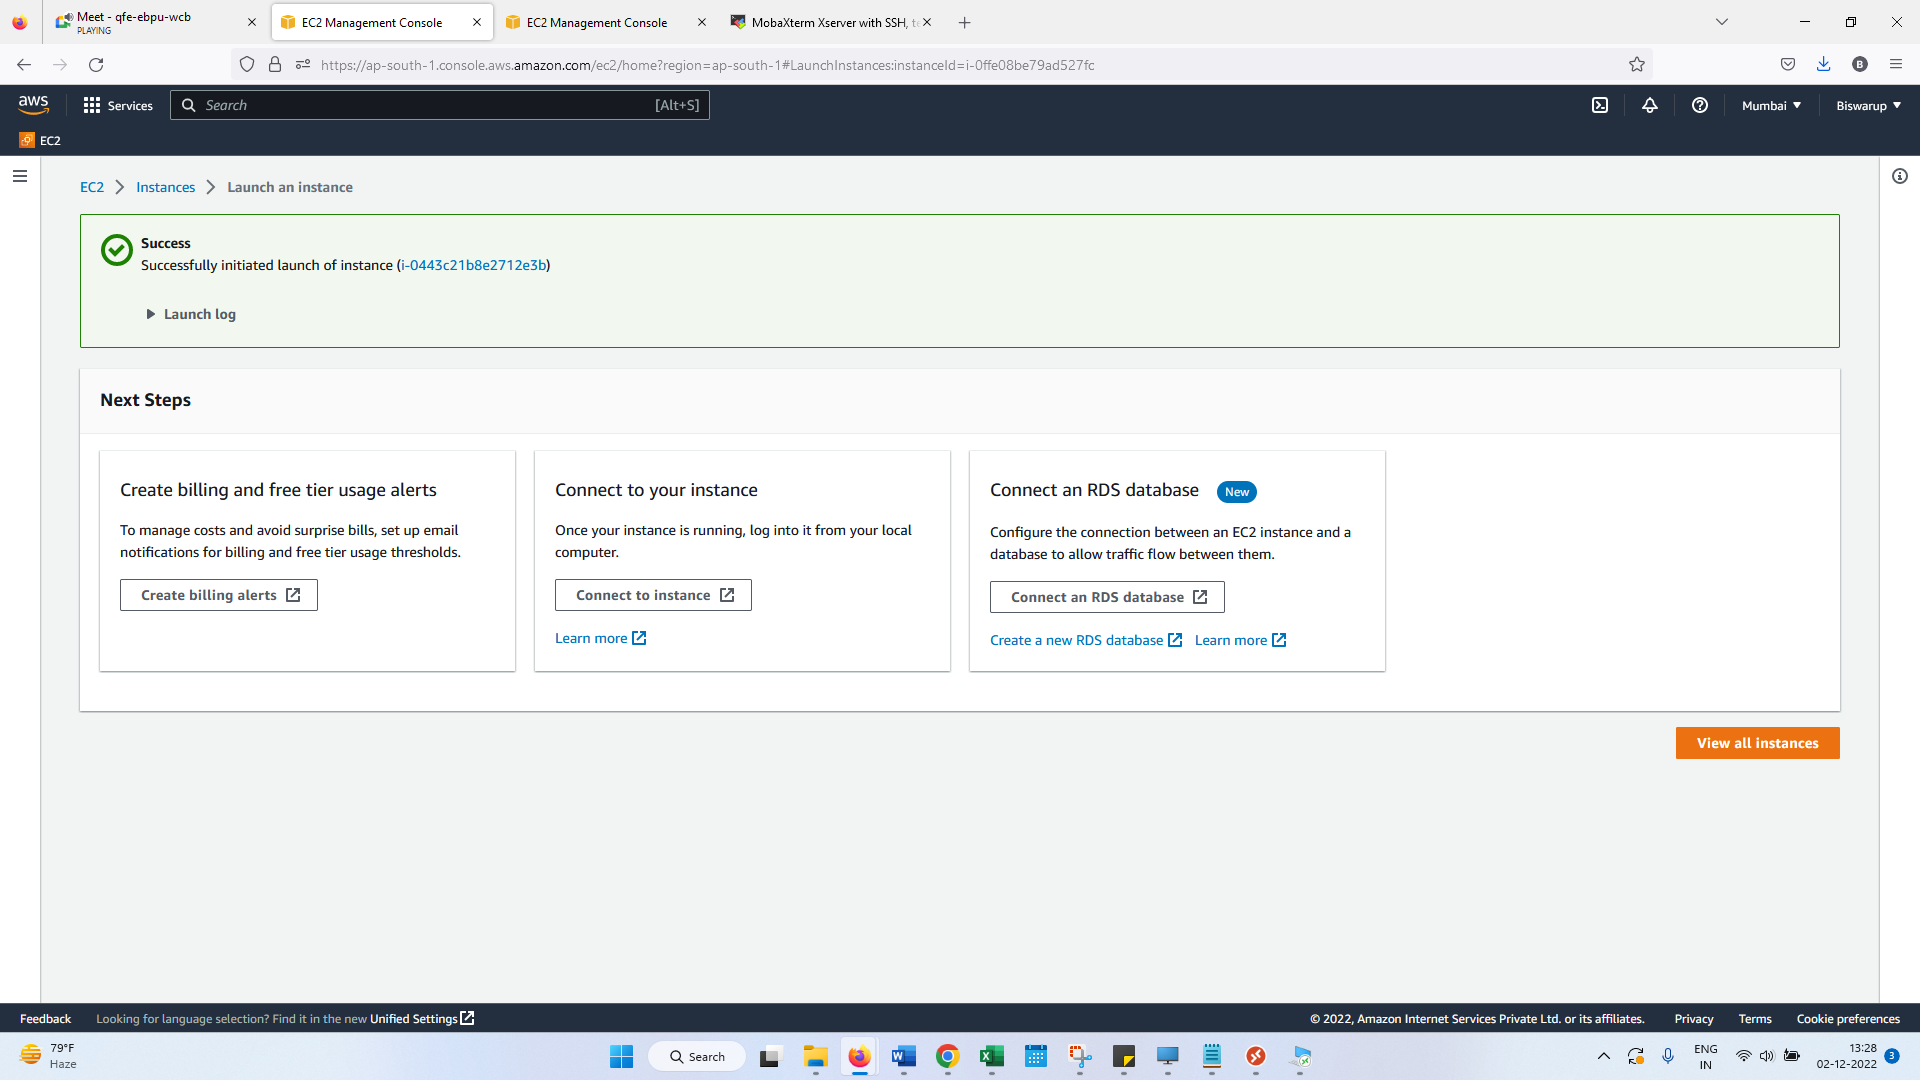 Meet - qfe-ebpu-wcb
PLAYING
EC2 Management Console
EC2 Management Console
MobaXterm Xserver with SSH, te
https://ap-south-1.console.aws.amazon.com/ec2/home?region=ap-south-1#LaunchInstances:instanceId=i-0ffe08be79ad527fc
B
aws
Services
Search
[Alt+S]
Mumbai
Biswarup
EC2
EC2
Instances
Launch an instance
Success
Successfully initiated launch of instance (i-0443c21b8e2712e3b)
Launch log
Next Steps
Create billing and free tier usage alerts
To manage costs and avoid surprise bills, set up email
notifications for billing and free tier usage thresholds.
Create billing alerts
Connect to your instance
Once your instance is running, log into it from your local
computer.
Connect to instance
Learn more
Connect an RDS database New
Configure the connection between an EC2 instance and a
database to allow traffic flow between them.
Connect an RDS database
Create a new RDS database
Learn more
View all instances
Feedback
Looking for language selection? Find it in the new Unified Settings
© 2022, Amazon Internet Services Private Ltd. or its affiliates.
Privacy
Terms
Cookie preferences
79°F
Haze
Search
ENG
IN
13:28
02-12-2022
3